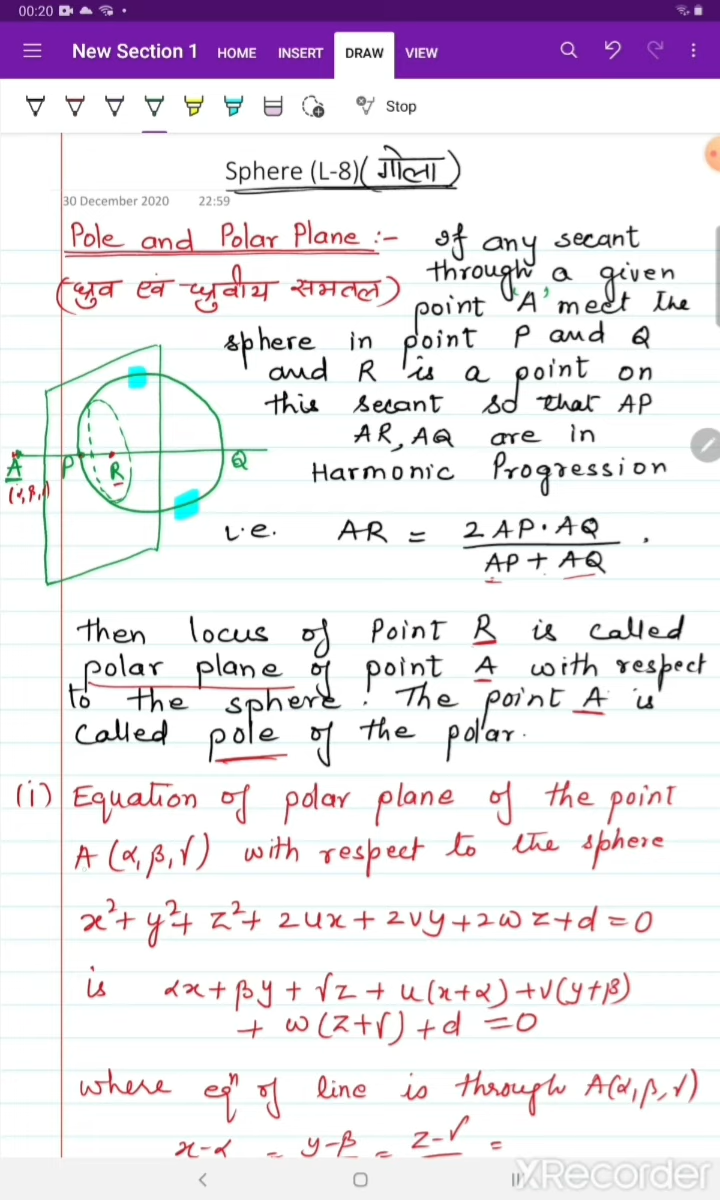 00:20
New Section 1 HOME INSERT DRAW VIEW
Stop
Sphere (L-8)(गोला)
30 December 2020 22:59
Pole and Polar Plane :- If any secant
(ध्रुव एवं ध्रुवीय समतल) through a given
point 'A' meet the
sphere in point P and Q
and R is a point on
this secant so that AP
AR, AQ are in
Harmonic Progression
A P R Q
(α, β, γ)
i.e. AR = 2 AP · AQ / AP + AQ .
then locus of Point R is called
polar plane of point A with respect
to the sphere. The point A is
called pole of the polar.
(i) Equation of polar plane of the point
A (α, β, γ) with respect to the sphere
x² + y² + z² + 2ux + 2vy + 2wz + d = 0
is αx + βy + γz + u(x+α) + v(y+β)
+ w(z+γ) + d = 0
where eqⁿ of line is through A(α, β, γ)
x-α = y-β = z-γ =
XRecorder